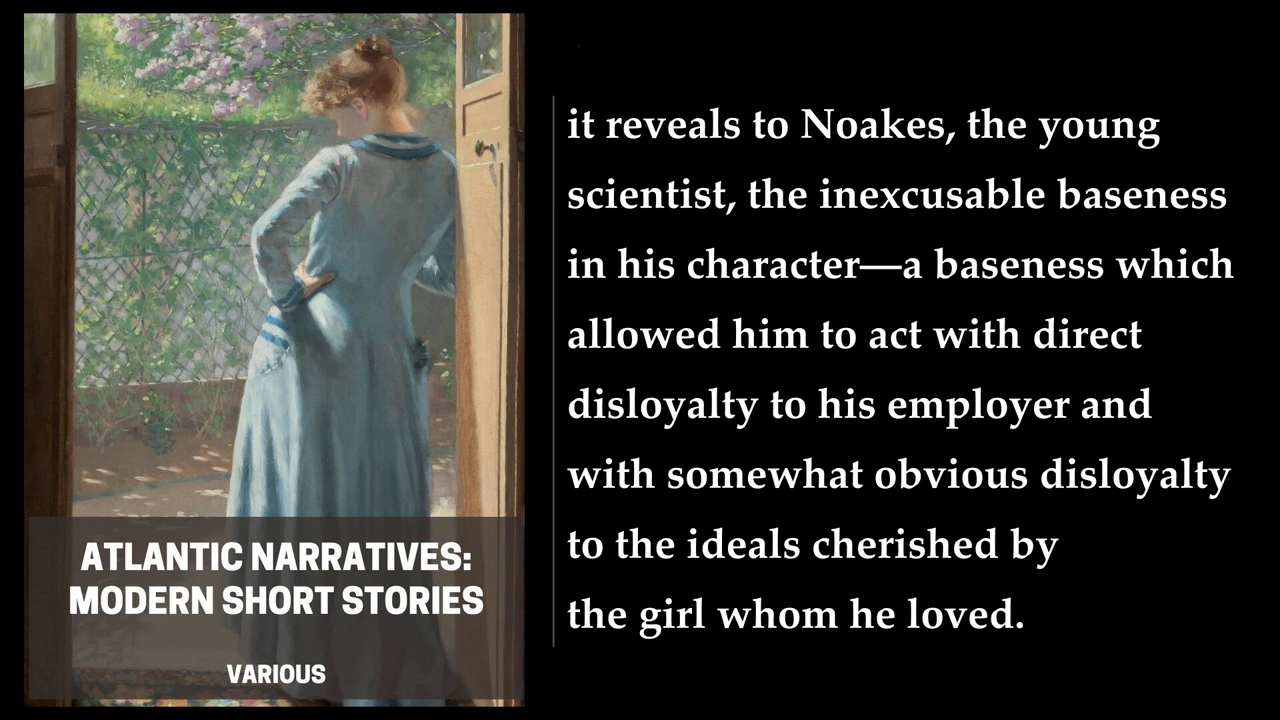 ATLANTIC NARRATIVES:
MODERN SHORT STORIES
VARIOUS
it reveals to Noakes, the young
scientist, the inexcusable baseness
in his character—a baseness which
allowed him to act with direct
disloyalty to his employer and
with somewhat obvious disloyalty
to the ideals cherished by
the girl whom he loved.